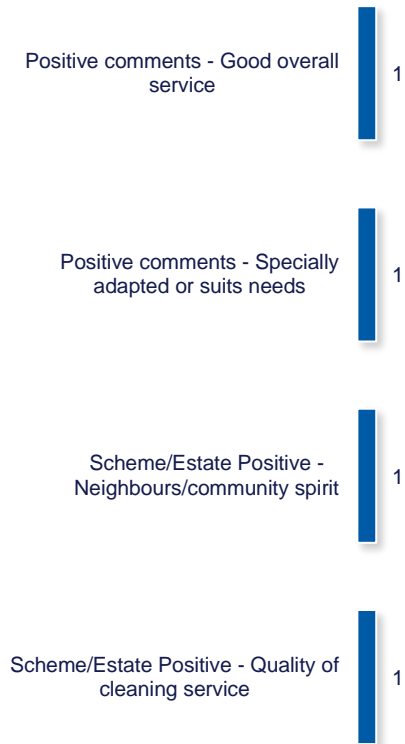 Positive comments - Good overall
service
1
Positive comments - Specially
adapted or suits needs
1
Scheme/Estate Positive -
Neighbours/community spirit
1
Scheme/Estate Positive - Quality of
cleaning service
1